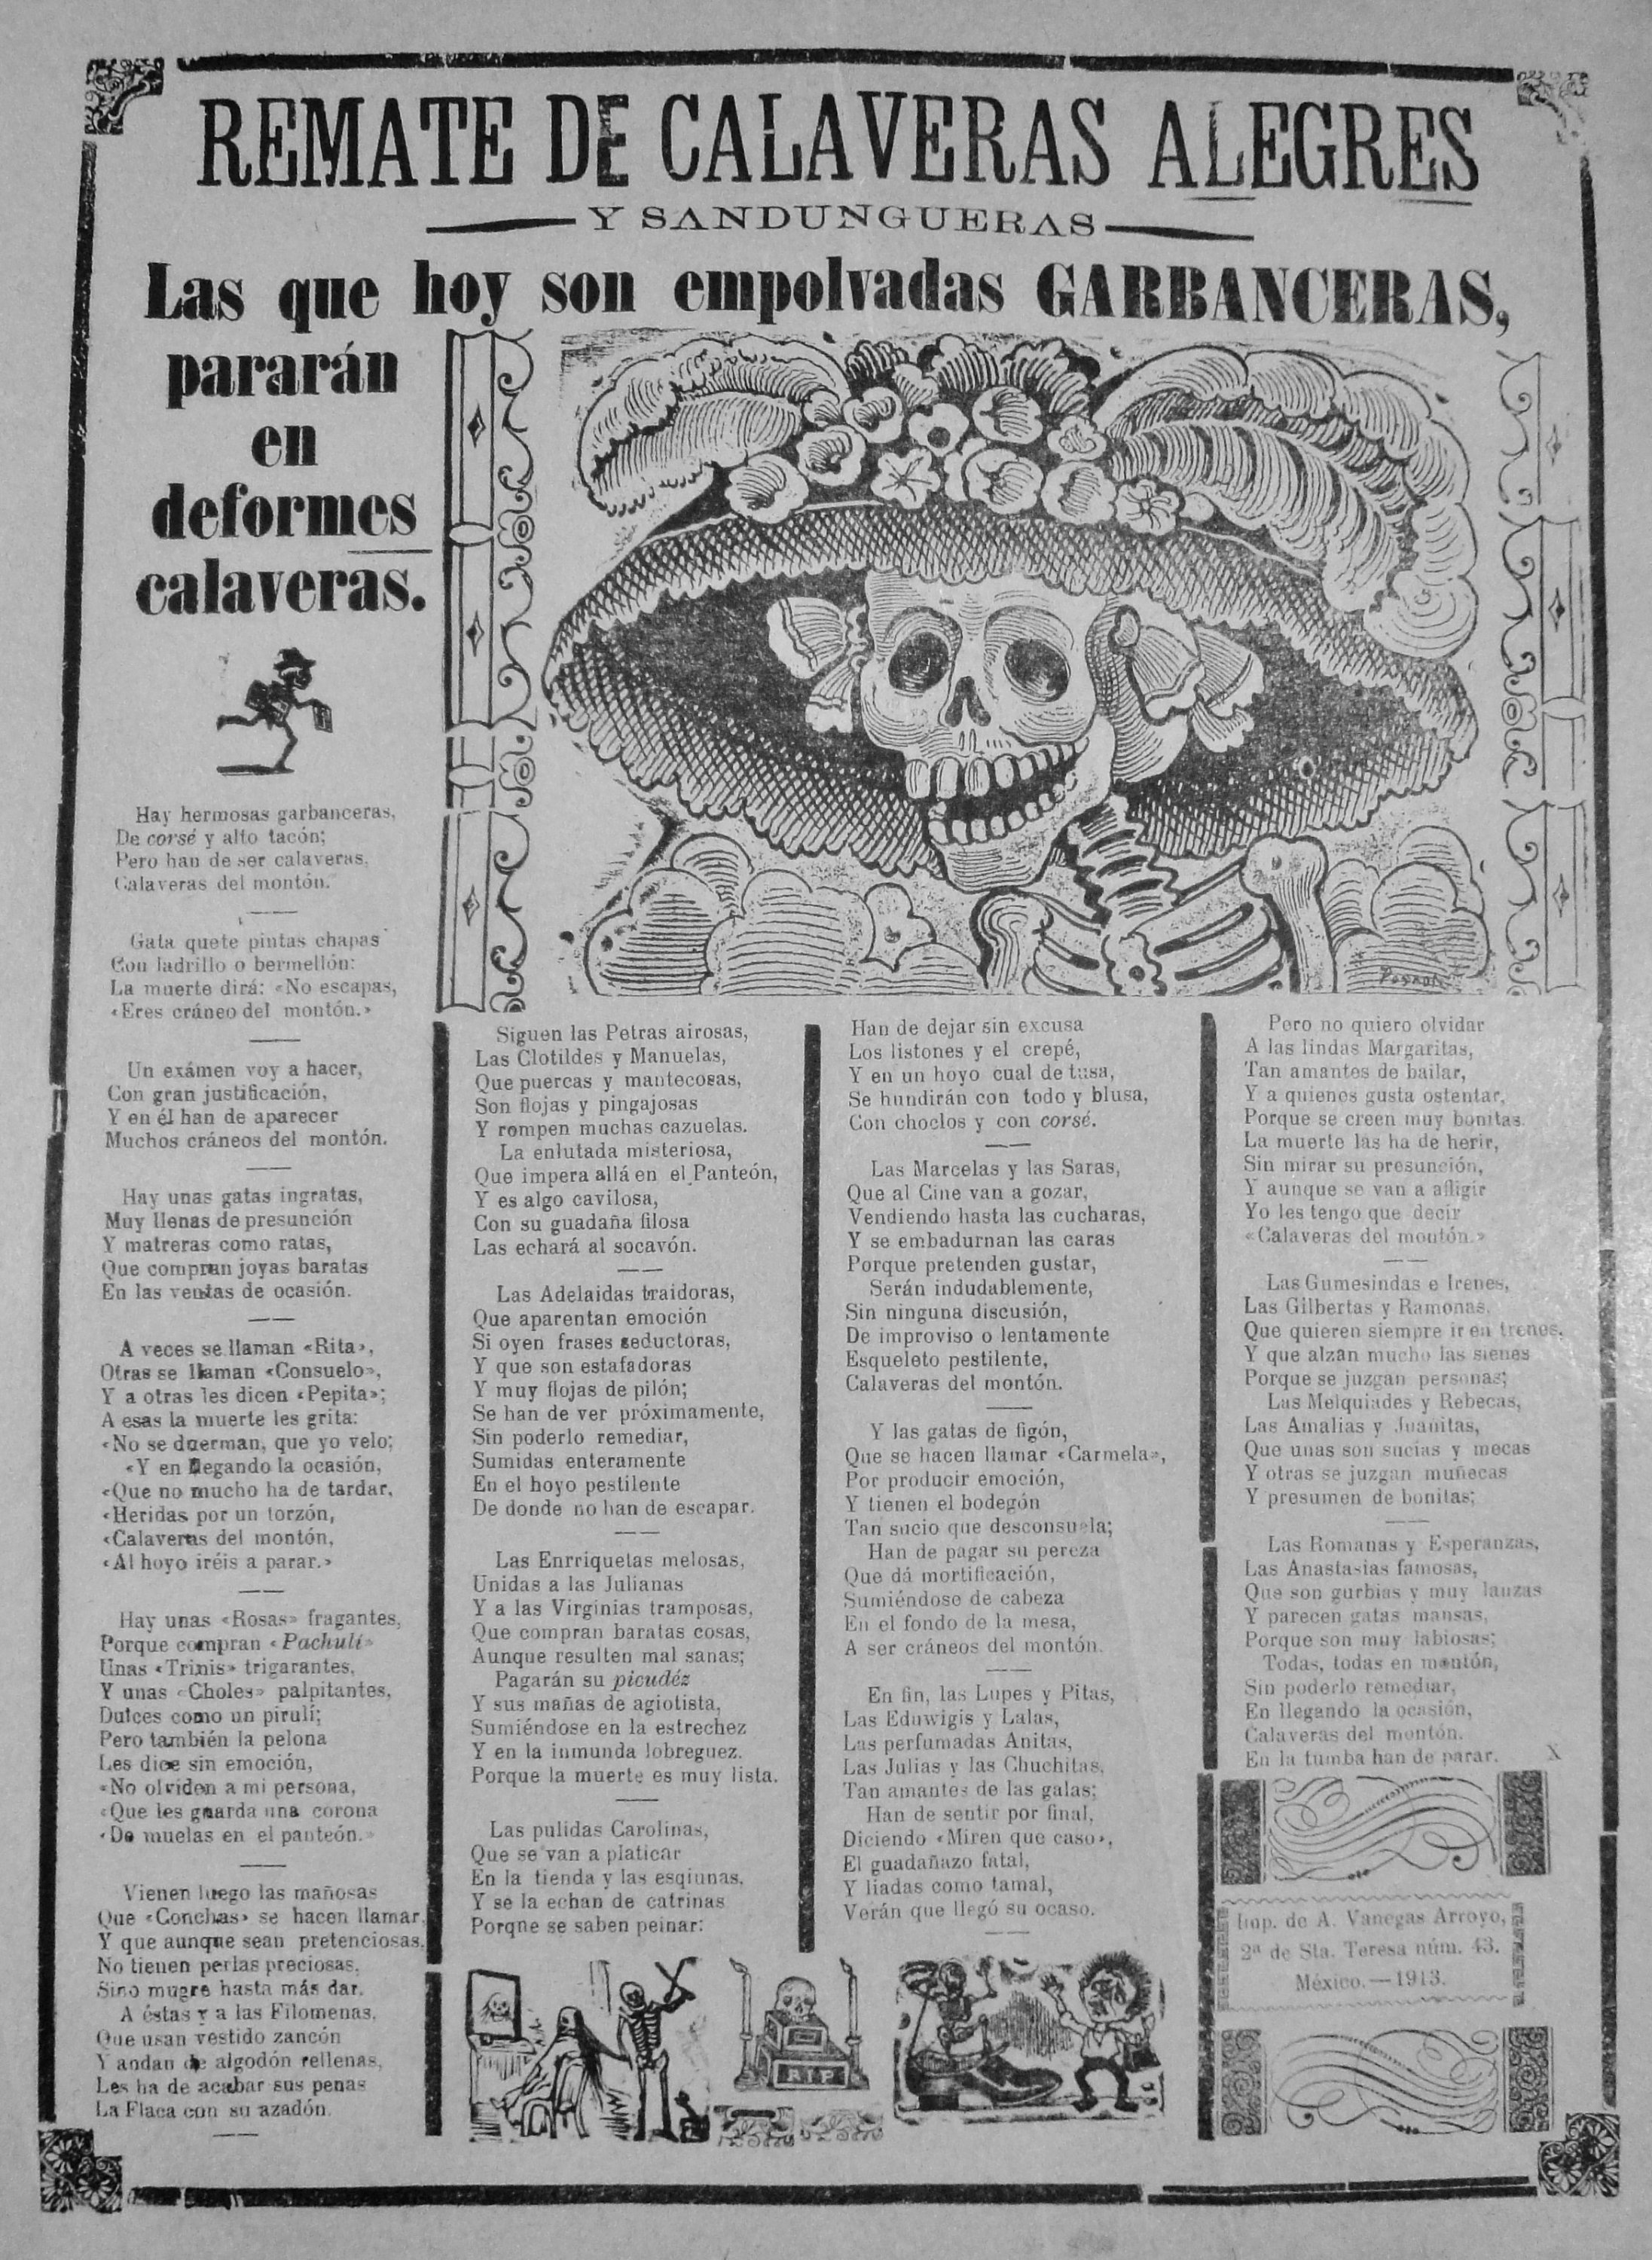 REMATE DE CALAVERAS ALEGRES
Y SANDUNGUERAS
Las que hoy son empolvadas GARBANCERAS,
pararán
en
deformes
calaveras.
Hay hermosas garbanceras,
De corsé y alto tacón;
Pero han de ser calaveras,
Calaveras del montón.
Gata quete pintas chapas
Con ladrillo o bermellón:
La muerte dirá: «No escapas,
«Eres cráneo del montón.»
Un exámen voy a hacer,
Con gran justificación,
Y en él han de aparecer
Muchos cráneos del montón.
Hay unas gatas ingratas,
Muy llenas de presunción
Y matreras como ratas,
Que compran joyas baratas
En las ventas de ocasión.
A veces se llaman «Rita»,
Otras se llaman «Consuelo»,
Y a otras les dicen «Pepita»;
A esas la muerte les grita:
«No se duerman, que yo velo;
«Y en llegando la ocasión,
«Que no mucho ha de tardar,
«Heridas por un torzón,
«Calaveras del montón,
«Al hoyo iréis a parar.»
Hay unas «Rosas» fragantes,
Porque compran «Pachulí»
Unas «Trinis» trigarantes,
Y unas «Choles» palpitantes,
Dulces como un pirulí;
Pero también la pelona
Les dice sin emoción,
«No olviden a mi persona,
«Que les guarda una corona
«De muelas en el panteón.»
Vienen luego las mañosas
Que «Conchas» se hacen llamar,
Y que aunque sean pretenciosas,
No tienen perlas preciosas,
Sino mugre hasta más dar.
A éstas y a las Filomenas,
Que usan vestido zancón
Y andan de algodón rellenas,
Les ha de acabar sus penas
La Flaca con su azadón.
Posada
Siguen las Petras airosas,
Las Clotildes y Manuelas,
Que puercas y mantecosas,
Son flojas y pingajosas
Y rompen muchas cazuelas.
La enlutada misteriosa,
Que impera allá en el Panteón,
Y es algo cavilosa,
Con su guadaña filosa
Las echará al socavón.
Las Adelaidas traidoras,
Que aparentan emoción
Si oyen frases seductoras,
Y que son estafadoras
Y muy flojas de pilón;
Se han de ver próximamente,
Sin poderlo remediar,
Sumidas enteramente
En el hoyo pestilente
De donde no han de escapar.
Las Enrriquetas melosas,
Unidas a las Julianas
Y a las Virginias tramposas,
Que compran baratas cosas,
Aunque resulten mal sanas;
Pagarán su picudéz
Y sus mañas de agiotista,
Sumiéndose en la estrechez
Y en la inmunda lobreguez.
Porque la muerte es muy lista.
Las pulidas Carolinas,
Que se van a platicar
En la tienda y las esqiunas,
Y se la echan de catrinas
Porqne se saben peinar:
Han de dejar sin excusa
Los listones y el crepé,
Y en un hoyo cual de tusa,
Se hundirán con todo y blusa,
Con choclos y con corsé.
Las Marcelas y las Saras,
Que al Cine van a gozar,
Vendiendo hasta las cucharas,
Y se embadurnan las caras
Porque pretenden gustar,
Serán indudablemente,
Sin ninguna discusión,
De improviso o lentamente
Esqueleto pestilente,
Calaveras del montón.
Y las gatas de figón,
Que se hacen llamar «Carmela»,
Por producir emoción,
Y tienen el bodegón
Tan sucio que desconsuela;
Han de pagar su pereza
Que dá mortificación,
Sumiéndose de cabeza
En el fondo de la mesa,
A ser cráneos del montón.
En fin, las Lupes y Pitas,
Las Eduwigis y Lalas,
Las perfumadas Anitas,
Las Julias y las Chuchitas,
Tan amantes de las galas;
Han de sentir por final,
Diciendo «Miren que caso»,
El guadañazo fatal,
Y liadas como tamal,
Verán que llegó su ocaso.
Pero no quiero olvidar
A las lindas Margaritas,
Tan amantes de bailar,
Y a quienes gusta ostentar,
Porque se creen muy bonitas.
La muerte las ha de herir,
Sin mirar su presunción,
Y aunque se van a afligir
Yo les tengo que decir
«Calaveras del montón.»
Las Gumesindas e Irenes,
Las Gilbertas y Ramonas,
Que quieren siempre ir en trenes,
Y que alzan mucho las sienes
Porque se juzgan personas;
Las Melquiades y Rebecas,
Las Amalias y Juanitas,
Que unas son sucias y mecas
Y otras se juzgan muñecas
Y presumen de bonitas;
Las Romanas y Esperanzas,
Las Anastasias famosas,
Que son gurbias y muy lanzas
Y parecen gatas mansas,
Porque son muy labiosas;
Todas, todas en montón,
Sin poderlo remediar,
En llegando la ocasión,
Calaveras del montón.
En la tumba han de parar. X
RIP
Imp. de A. Vanegas Arroyo,
2ª de Sta. Teresa núm. 43.
México.—1913.